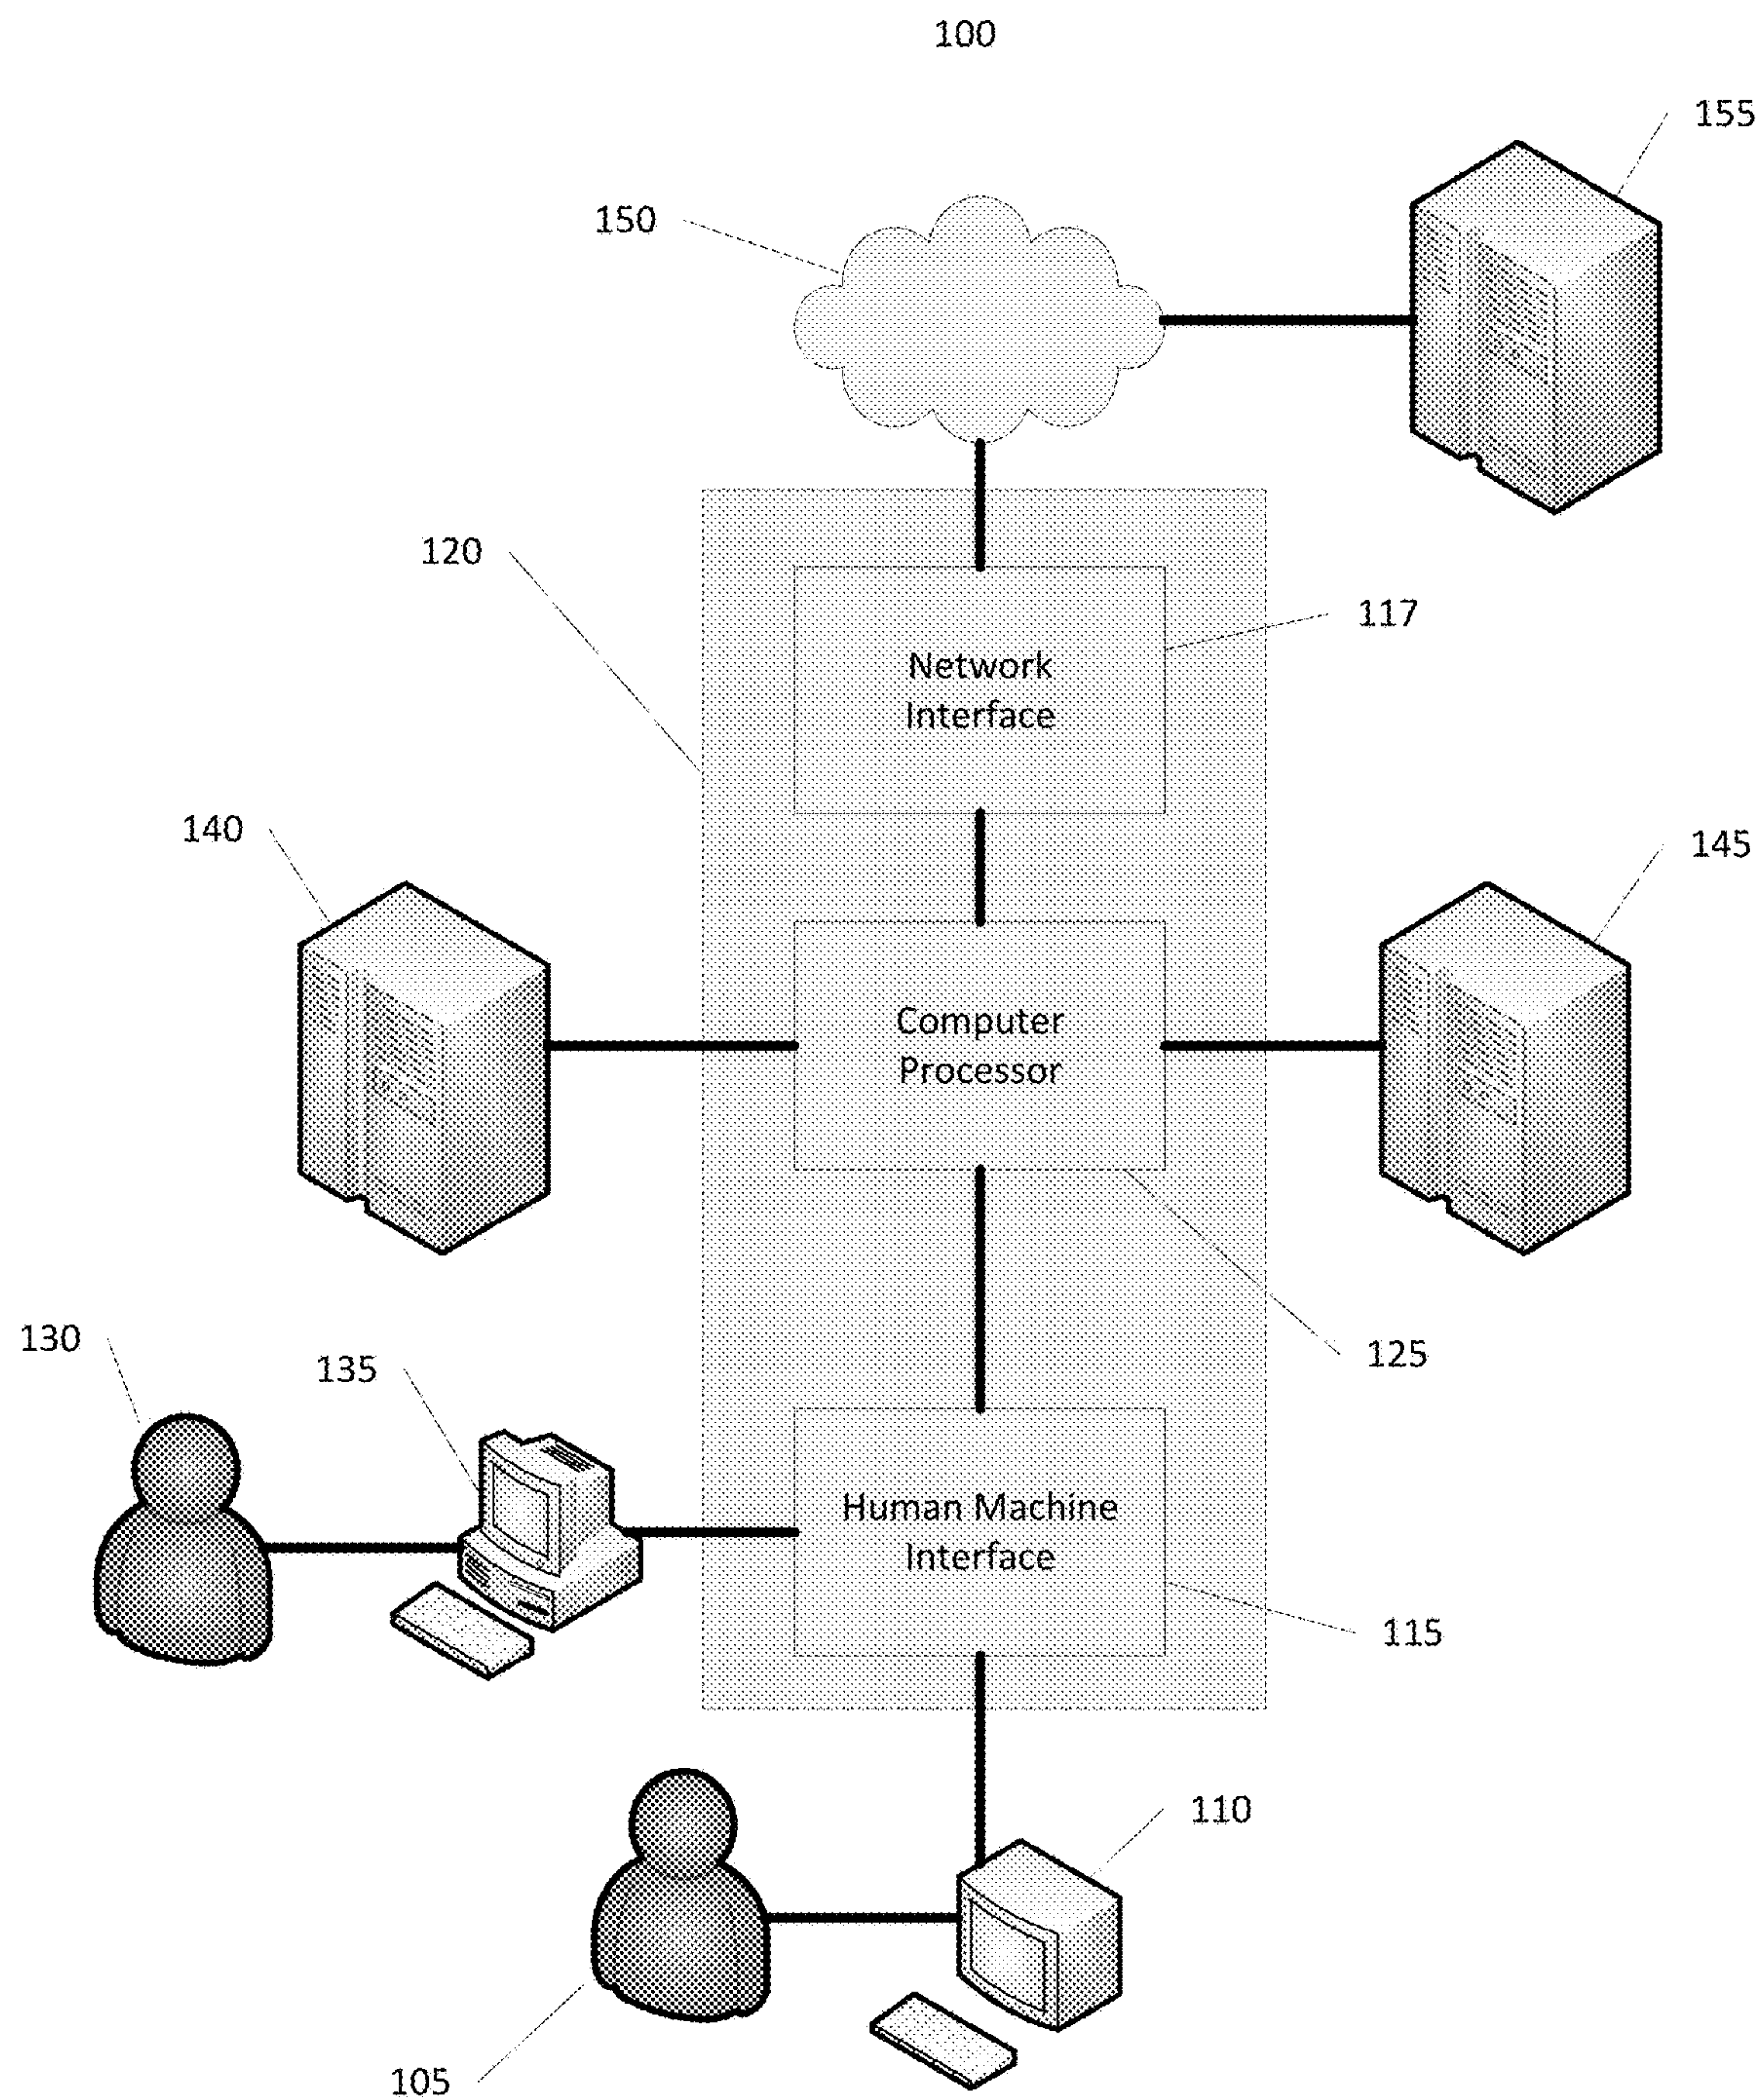 100
155
150
120
117
Network
Interface
140
145
Computer
Processor
130
135
125
Human Machine
Interface
115
110
105